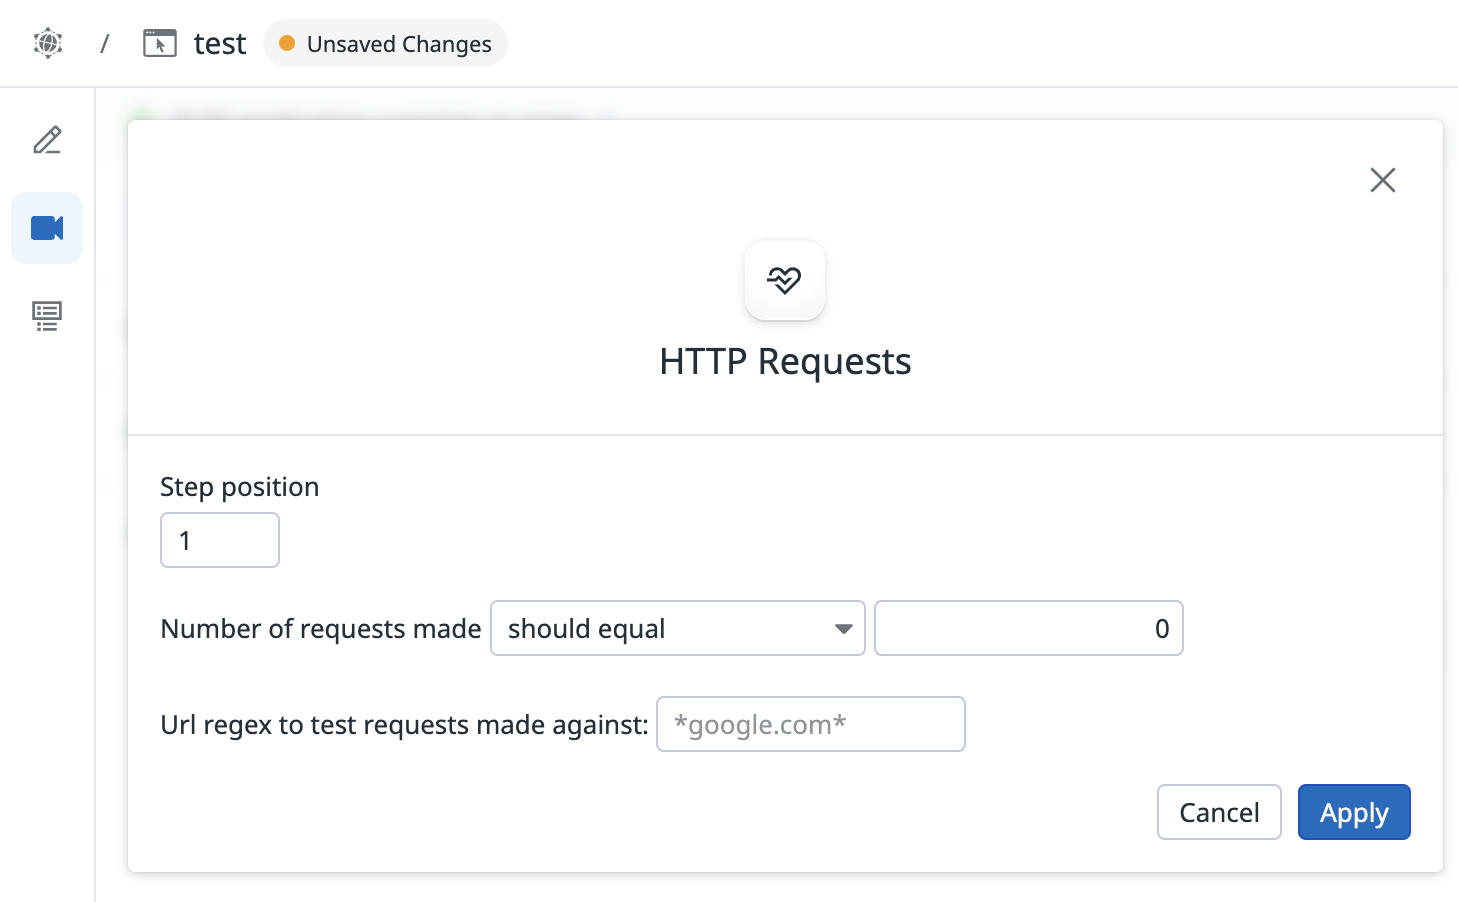 / test Unsaved Changes
HTTP Requests
Step position
1
Number of requests made should equal 0
Url regex to test requests made against: *google.com*
Cancel Apply